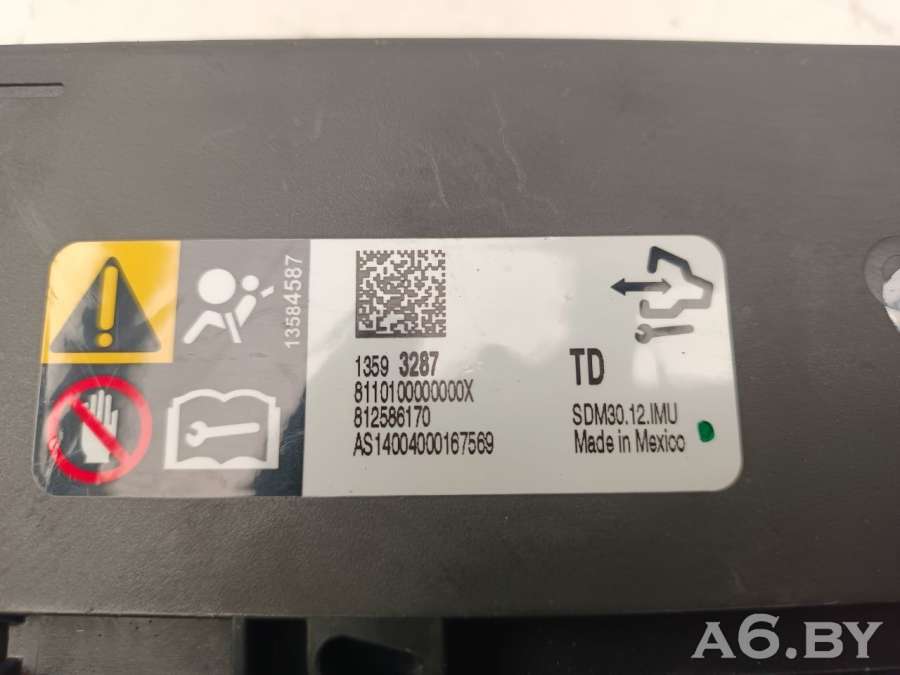 13584587
1359 3287
8110100000000X
812586170
AS14004000167569
TD
SDM30.12.IMU
Made in Mexico
A6.BY